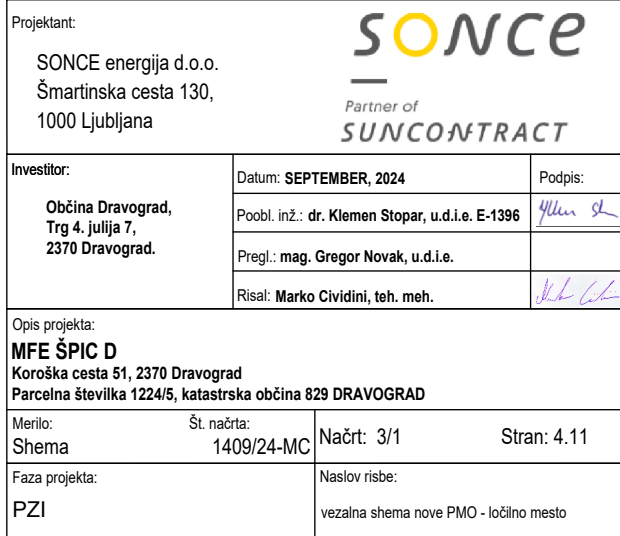 Projektant:
SONCE energija d.o.o.
Šmartinska cesta 130,
1000 Ljubljana
SONCE
Partner of
SUNCONTRACT
Investitor:
Občina Dravograd,
Trg 4. julija 7,
2370 Dravograd.
Datum: SEPTEMBER, 2024
Podpis:
Poobl. inž.: dr. Klemen Stopar, u.d.i.e. E-1396
Pregl.: mag. Gregor Novak, u.d.i.e.
Risal: Marko Cividini, teh. meh.
Opis projekta:
MFE ŠPIC D
Koroška cesta 51, 2370 Dravograd
Parcelna številka 1224/5, katastrska občina 829 DRAVOGRAD
Merilo:
Shema
Št. načrta:
1409/24-MC
Načrt: 3/1
Stran: 4.11
Faza projekta:
PZI
Naslov risbe:
vezalna shema nove PMO - ločilno mesto